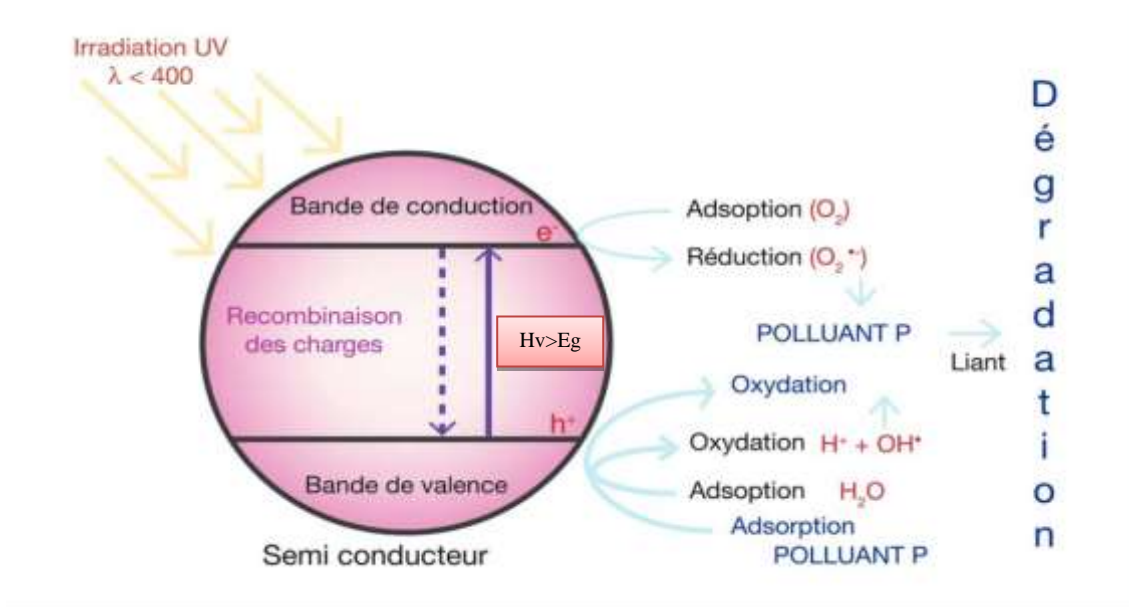 Irradiation UV
λ < 400
Bande de conduction
e-
Adsoption (O₂)
Réduction (O₂•-)
Recombinaison
des charges
Hv>Eg
POLLUANT P
Liant
Oxydation
h+
Oxydation H+ + OH•
Bande de valence
Adsoption H₂O
Adsorption
POLLUANT P
Semi conducteur
Dégradation